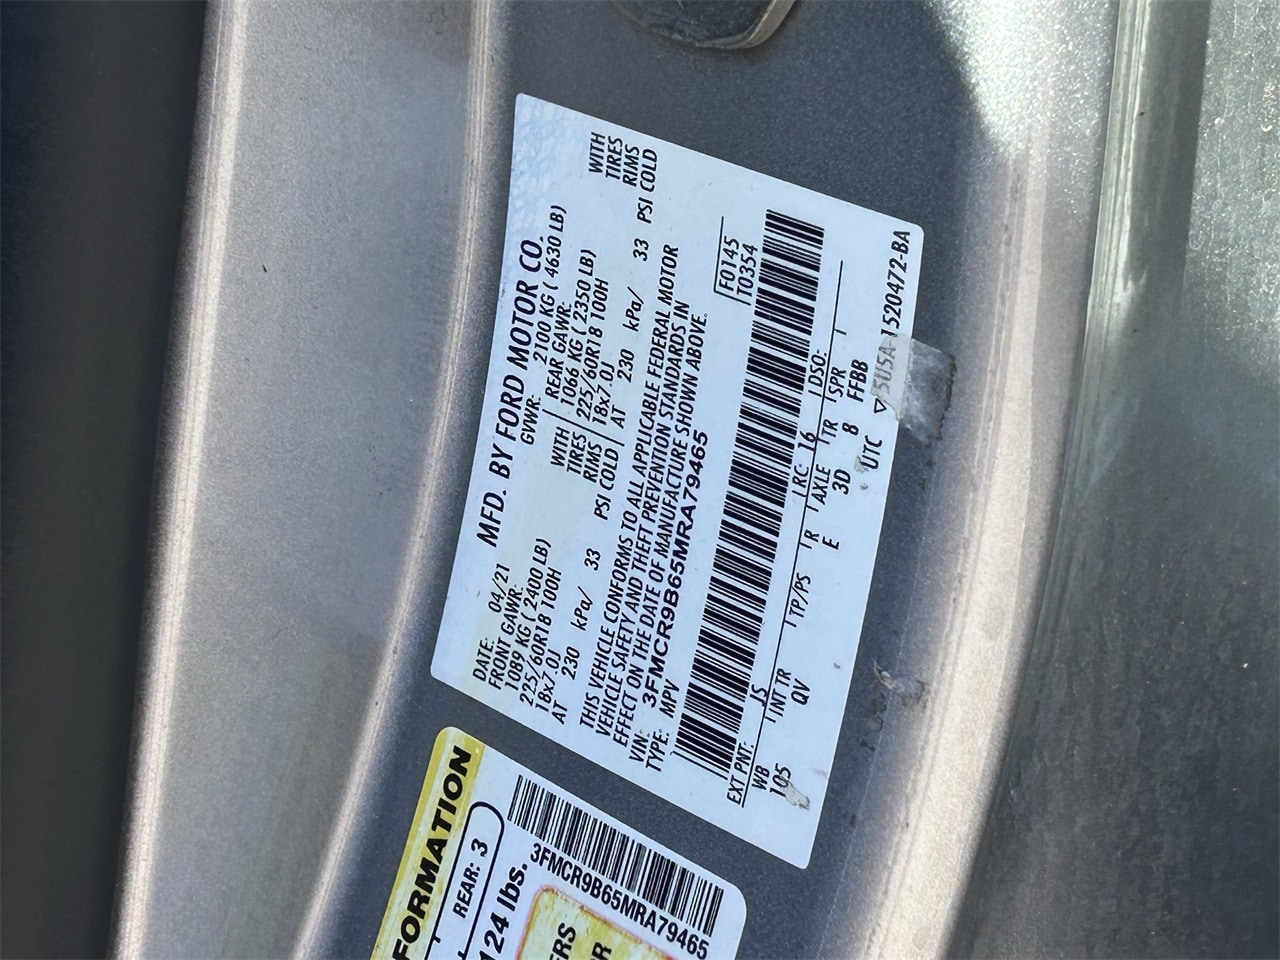 MFD. BY FORD MOTOR CO.
DATE: 04/21
GVWR: 2100 KG ( 4630 LB)
FRONT GAWR:
1089 KG ( 2400 LB)
225/60R18 100H
18x7.0J
AT 230 kPa/ 33 PSI COLD
WITH
TIRES
RIMS
REAR GAWR:
1066 KG ( 2350 LB)
225/60R18 100H
18x7.0J
AT 230 kPa/ 33 PSI COLD
WITH
TIRES
RIMS
THIS VEHICLE CONFORMS TO ALL APPLICABLE FEDERAL MOTOR
VEHICLE SAFETY AND THEFT PREVENTION STANDARDS IN
EFFECT ON THE DATE OF MANUFACTURE SHOWN ABOVE.
VIN: 3FMCR9B65MRA79465
TYPE: MPV
F0145
T0354
EXT PNT: JS RC: 16 DSO:
WB INT TR TP/PS R AXLE TR SPR
105 QV E 3D 8 FFBB
UTC
▽ 5U5A-1520472-BA
FORMATION
REAR: 3
124 lbs.
3FMCR9B65MRA79465